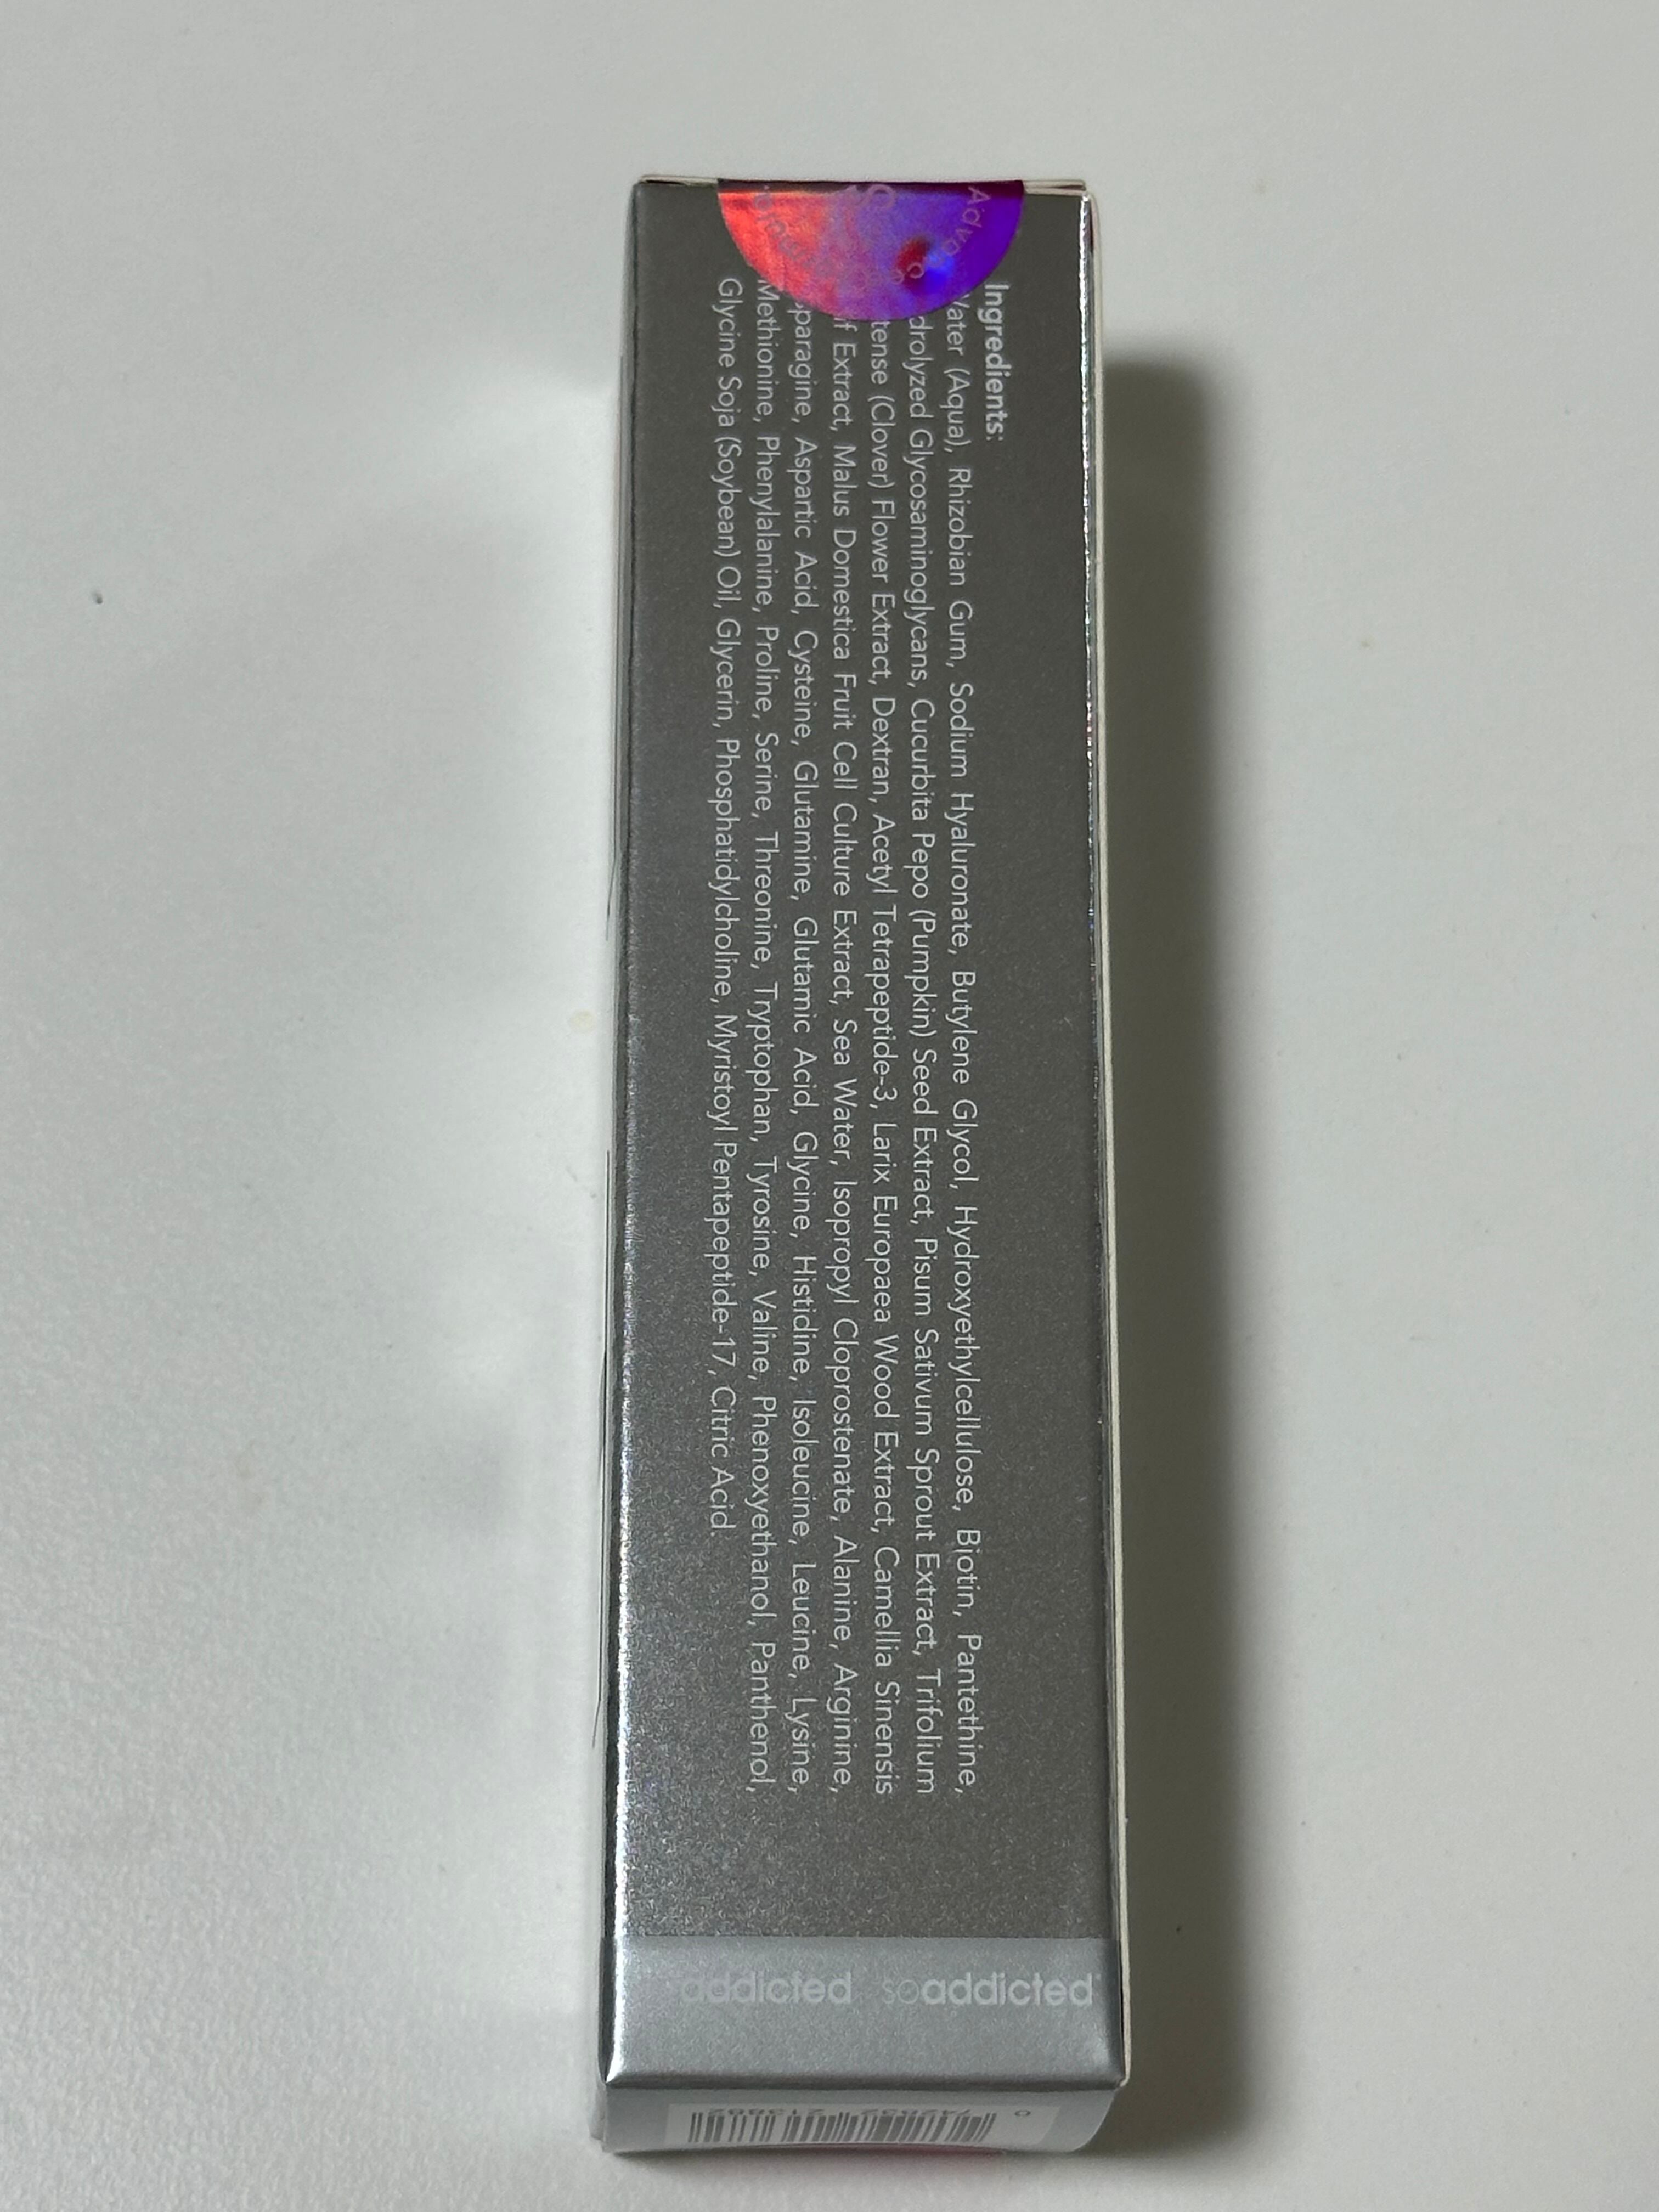 Ingredients:
(Aqua), Rhizobian Gum, Sodium Hyaluronate, Butylene Glycol, Hydroxyethylcellulose, Biotin, Pantethine,
Glycosaminoglycans, Cucurbita Pepo (Pumpkin) Seed Extract, Pisum Sativum Sprout Extract, Trifolium
(Clover) Flower Extract, Dextran, Acetyl Tetrapeptide-3, Larix Europaea Wood Extract, Camellia Sinensis
Extract, Malus Domestica Fruit Cell Culture Extract, Sea Water, Isopropyl Cloprostenate, Alanine, Arginine,
Aspartic Acid, Cysteine, Glutamine, Glutamic Acid, Glycine, Histidine, Isoleucine, Leucine, Lysine,
Methionine, Phenylalanine, Proline, Serine, Threonine, Tryptophan, Tyrosine, Valine, Phenoxyethanol, Panthenol,
Glycine Soja (Soybean) Oil, Glycerin, Phosphatidylcholine, Myristoyl Pentapeptide-17, Citric Acid.
addicted soaddicted